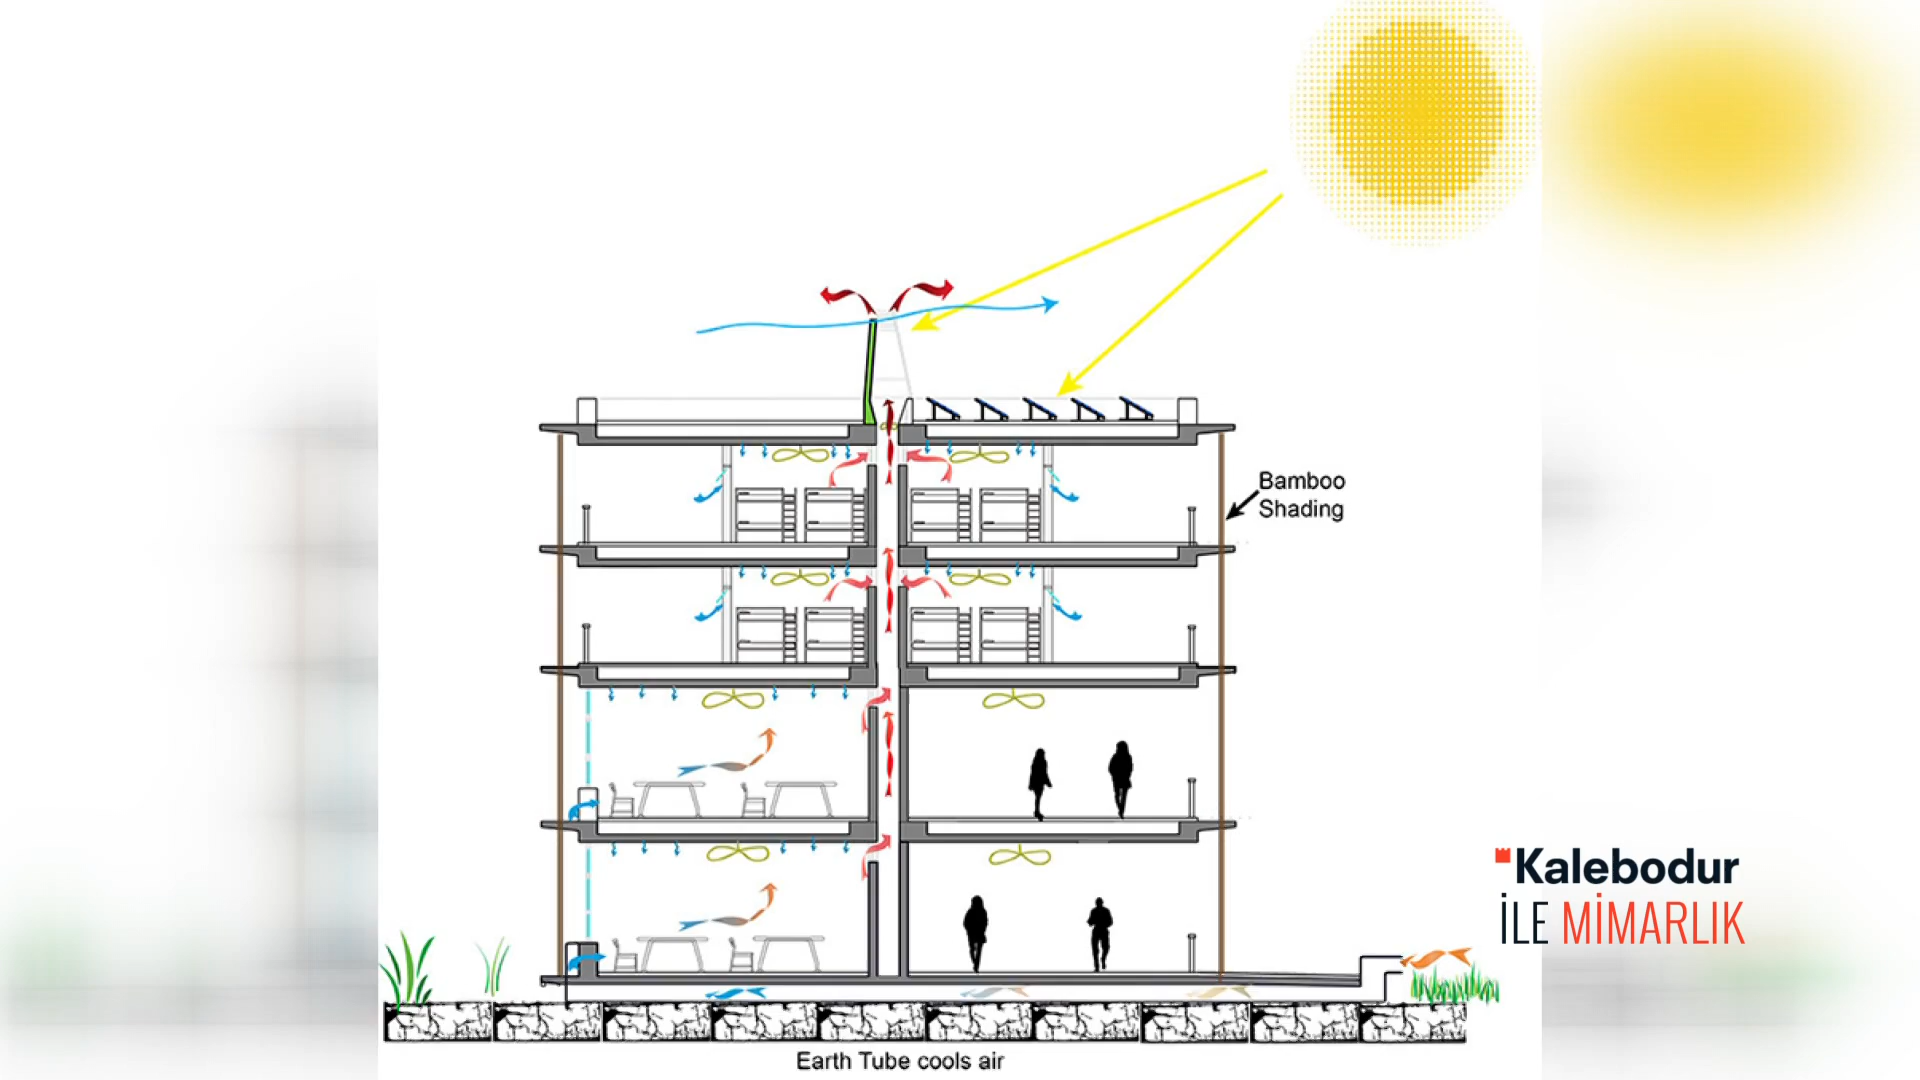 Bamboo
Shading
Kalebodur
İLE MİMARLIK
Earth Tube cools air